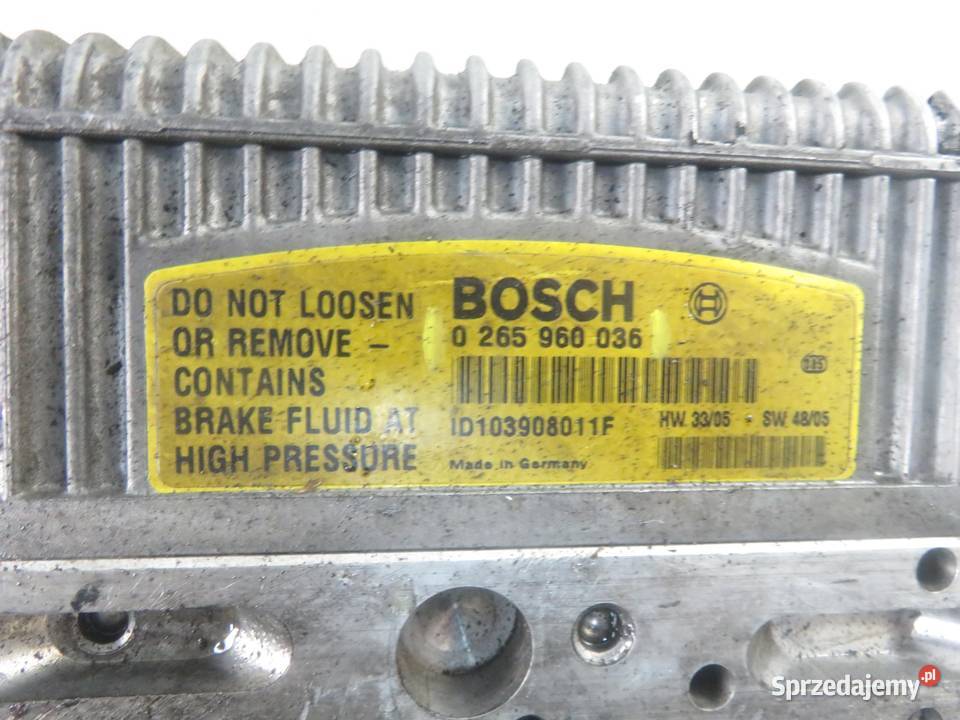 DO NOT LOOSEN
OR REMOVE –
CONTAINS
BRAKE FLUID AT
HIGH PRESSURE
BOSCH
0 265 960 036
ID103908011F
HW 33/05 - SW 48/05
Made in Germany
Sprzedajemy.pl